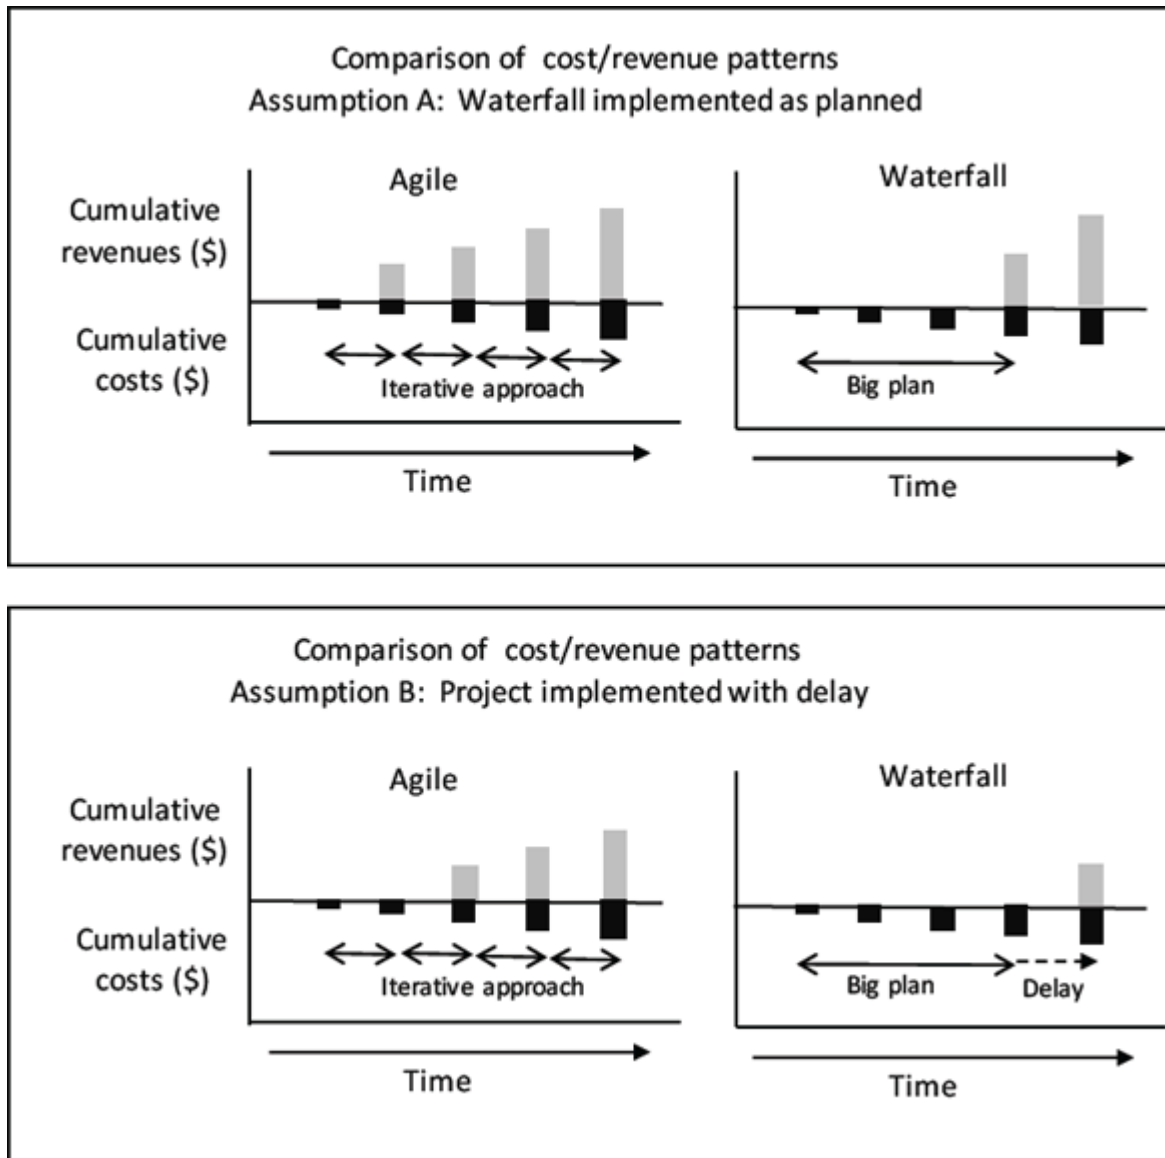 Comparison of cost/revenue patterns
Assumption A: Waterfall implemented as planned
Agile
Waterfall
Cumulative
revenues ($)
Cumulative
costs ($)
Iterative approach
Big plan
Time
Time
Comparison of cost/revenue patterns
Assumption B: Project implemented with delay
Agile
Waterfall
Cumulative
revenues ($)
Cumulative
costs ($)
Iterative approach
Big plan
Delay
Time
Time